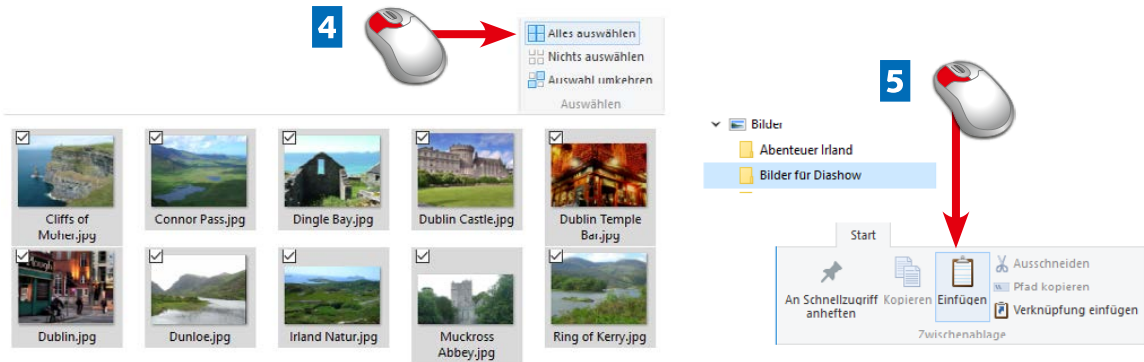 4
Alles auswählen
Nichts auswählen
Auswahl umkehren
Auswählen
Cliffs of
Moher.jpg
Connor Pass.jpg
Dingle Bay.jpg
Dublin Castle.jpg
Dublin Temple
Bar.jpg
Dublin.jpg
Dunloe.jpg
Irland Natur.jpg
Muckross
Abbey.jpg
Ring of Kerry.jpg
5
Bilder
Abenteuer Irland
Bilder für Diashow
Start
An Schnellzugriff
anheften
Kopieren
Einfügen
Ausschneiden
Pfad kopieren
Verknüpfung einfügen
Zwischenablage